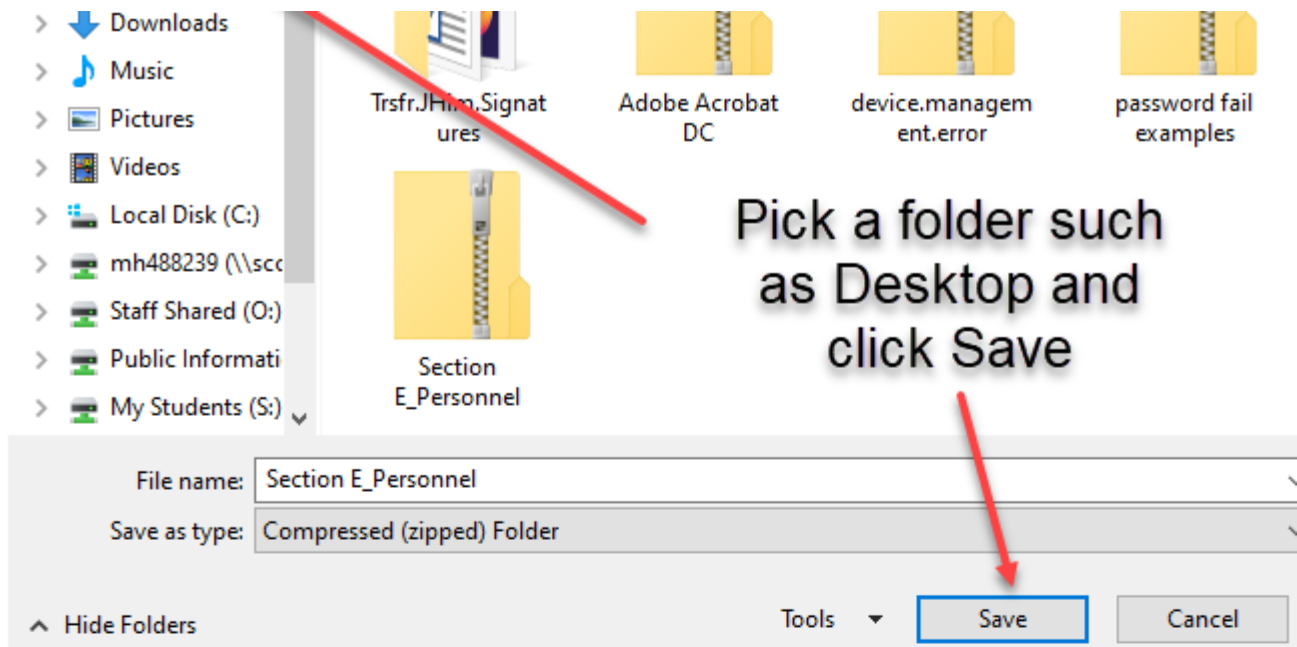 Downloads
Music
Pictures
Videos
Local Disk (C:)
mh488239 (\\scc
Staff Shared (O:)
Public Informati
My Students (S:)
Trsfr.JHim.Signat
ures
Adobe Acrobat
DC
device.managem
ent.error
password fail
examples
Section
E_Personnel
Pick a folder such
as Desktop and
click Save
File name: Section E_Personnel
Save as type: Compressed (zipped) Folder
Hide Folders
Tools
Save
Cancel